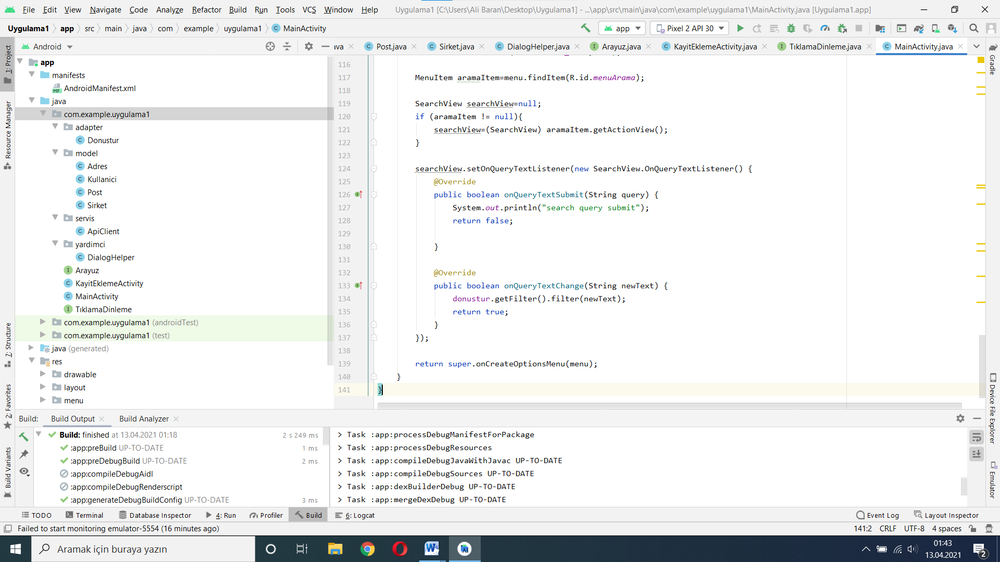 File Edit View Navigate Code Analyze Refactor Build Run Tools VCS Window Help Uygulama1 [C:\Users\Ali Baran\Desktop\Uygulama1] - ...\app\src\main\java\com\example\uygulama1\MainActivity.java [Uygulama1.app]
Uygulama1 app src main java com example uygulama1 MainActivity app Pixel 2 API 30
Android
ava Post.java Sirket.java DialogHelper.java Arayuz.java KayitEklemeActivity.java TıklamaDinleme.java MainActivity.java
1: Project
Resource Manager
7: Structure
2: Favorites
Build Variants
app
manifests
AndroidManifest.xml
java
com.example.uygulama1
adapter
Donustur
model
Adres
Kullanici
Post
Sirket
servis
ApiClient
yardimci
DialogHelper
Arayuz
KayitEklemeActivity
MainActivity
TıklamaDinleme
com.example.uygulama1 (androidTest)
com.example.uygulama1 (test)
java (generated)
res
drawable
layout
menu
116
117 MenuItem aramaItem=menu.findItem(R.id.menuArama);
118
119 SearchView searchView=null;
120 if (aramaItem != null){
121 searchView=(SearchView) aramaItem.getActionView();
122 }
123
124 searchView.setOnQueryTextListener(new SearchView.OnQueryTextListener() {
125 @Override
126 public boolean onQueryTextSubmit(String query) {
127 System.out.println("search query submit");
128 return false;
129
130 }
131
132 @Override
133 public boolean onQueryTextChange(String newText) {
134 donustur.getFilter().filter(newText);
135 return true;
136 }
137 });
138
139 return super.onCreateOptionsMenu(menu);
140 }
141 }
Gradle
Device File Explorer
Emulator
Build: Build Output Build Analyzer
Build: finished at 13.04.2021 01:18 2 s 249 ms
:app:preBuild UP-TO-DATE 1 ms
:app:preDebugBuild UP-TO-DATE 2 ms
:app:compileDebugAidl
:app:compileDebugRenderscript
:app:generateDebugBuildConfig UP-TO-DATE 3 ms
> Task :app:processDebugManifestForPackage
> Task :app:processDebugResources
> Task :app:compileDebugJavaWithJavac UP-TO-DATE
> Task :app:compileDebugSources UP-TO-DATE
> Task :app:dexBuilderDebug UP-TO-DATE
> Task :app:mergeDexDebug UP-TO-DATE
TODO Terminal Database Inspector 4: Run Profiler Build 6: Logcat Event Log Layout Inspector
Failed to start monitoring emulator-5554 (16 minutes ago) 141:2 CRLF UTF-8 4 spaces
Aramak için buraya yazın
01:43
13.04.2021
2